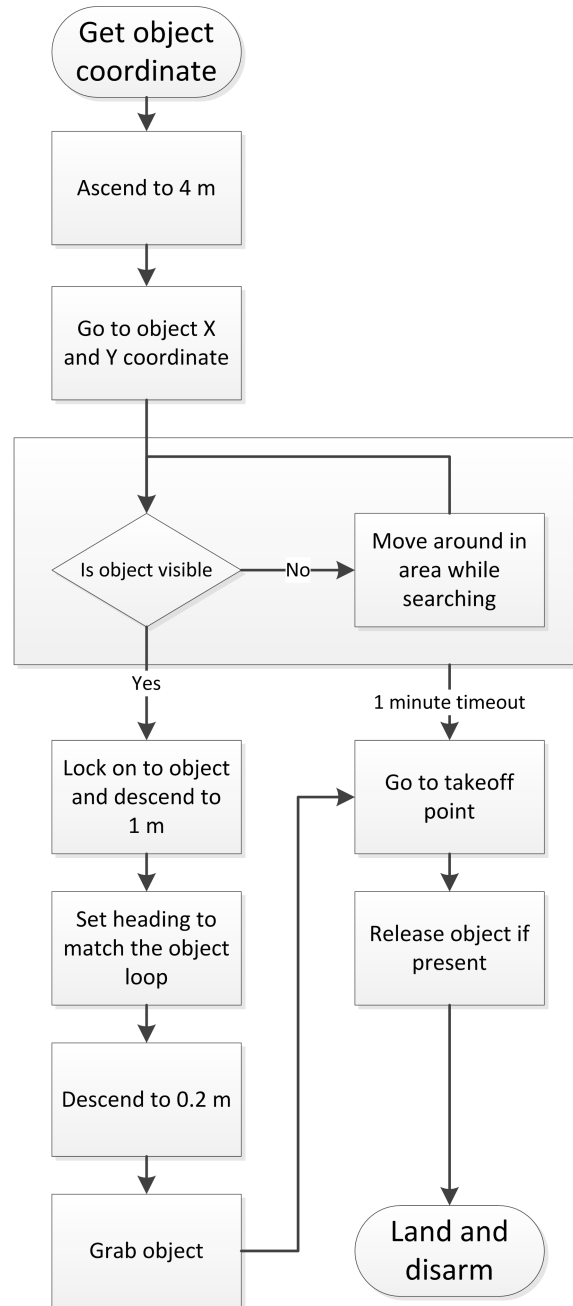 Get object
coordinate
Ascend to 4 m
Go to object X
and Y coordinate
Is object visible
No
Move around in
area while
searching
Yes
1 minute timeout
Lock on to object
and descend to
1 m
Go to takeoff
point
Set heading to
match the object
loop
Release object if
present
Descend to 0.2 m
Grab object
Land and
disarm